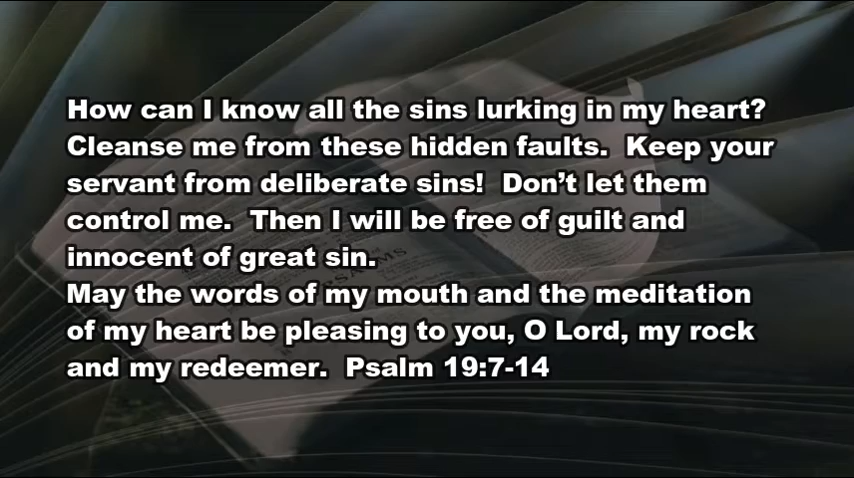 How can I know all the sins lurking in my heart?
Cleanse me from these hidden faults.  Keep your
servant from deliberate sins!  Don’t let them
control me.  Then I will be free of guilt and
innocent of great sin.
May the words of my mouth and the meditation
of my heart be pleasing to you, O Lord, my rock
and my redeemer.  Psalm 19:7-14
PSALMS